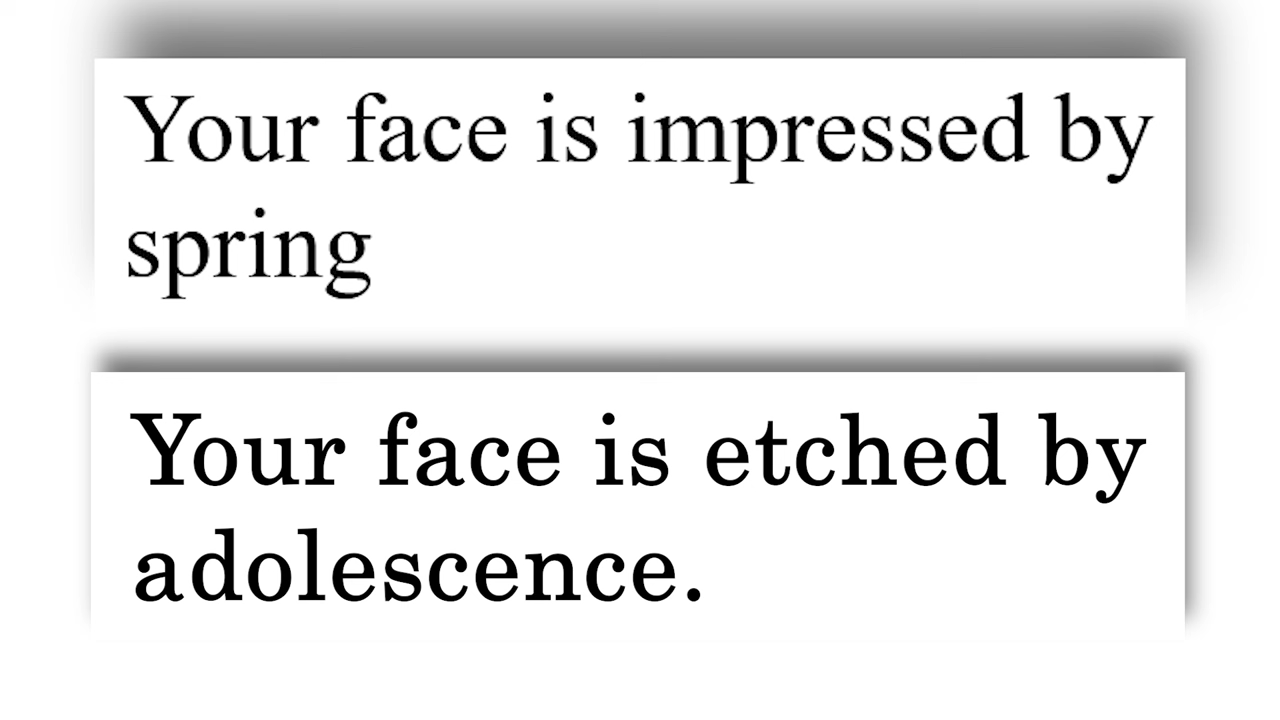 Your face is impressed by
spring
Your face is etched by
adolescence.